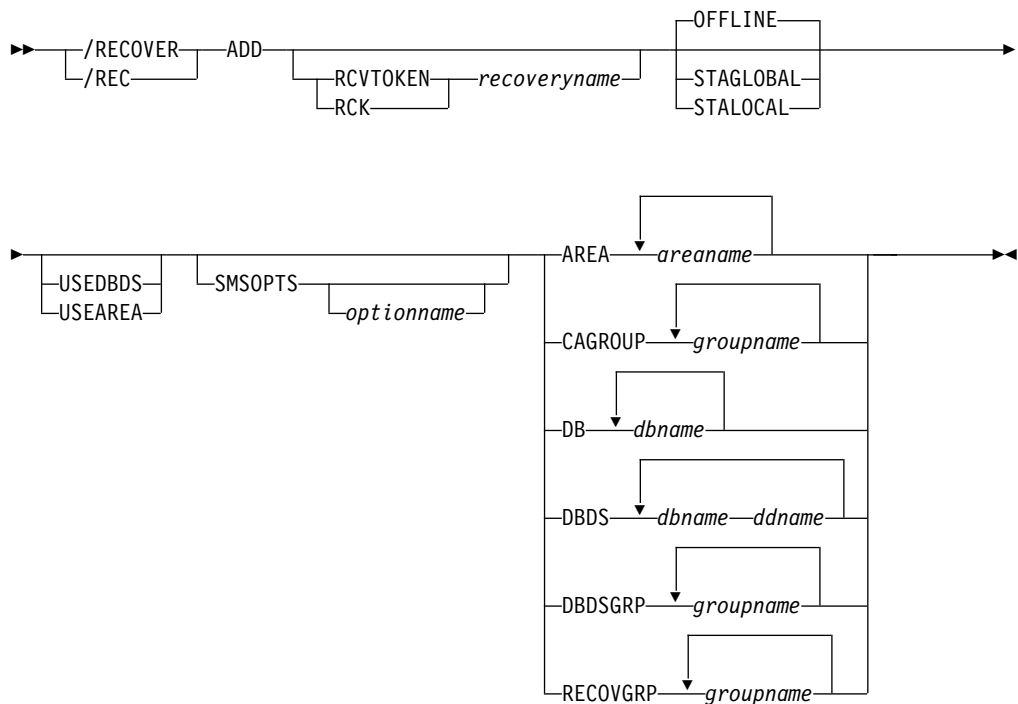 OFFLINE
/RECOVER ADD
/REC RCVTOKEN recoveryname STAGLOBAL
RCK STALOCAL
AREA areaname
USEDBDS SMSOPTS
USEAREA optionname
CAGROUP groupname
DB dbname
DBDS dbname ddname
DBDSGRP groupname
RECOVGRP groupname